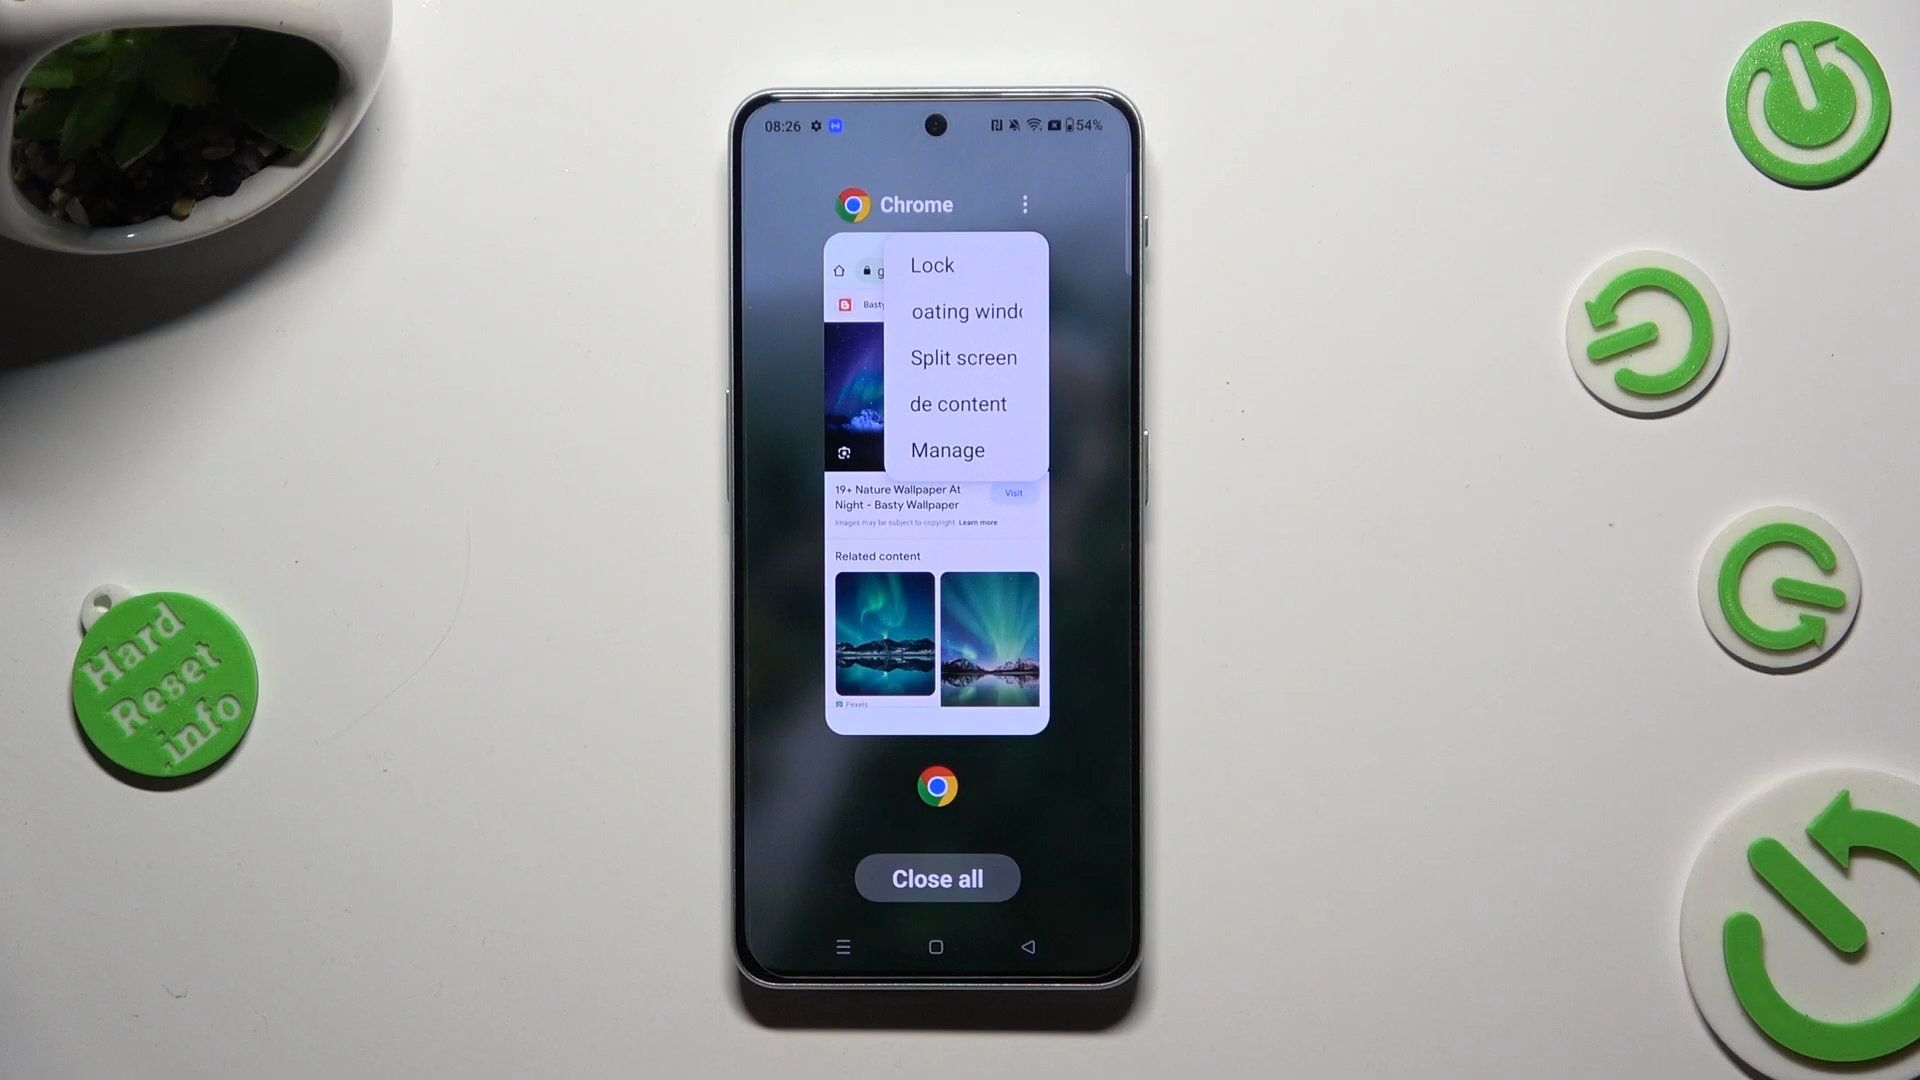 08:26
54%
Chrome
Lock
oating windo
Split screen
de content
Manage
g
Basty
19+ Nature Wallpaper At
Night - Basty Wallpaper
Visit
Images may be subject to copyright. Learn more
Related content
Pexels
Close all
Hard
Reset
.info